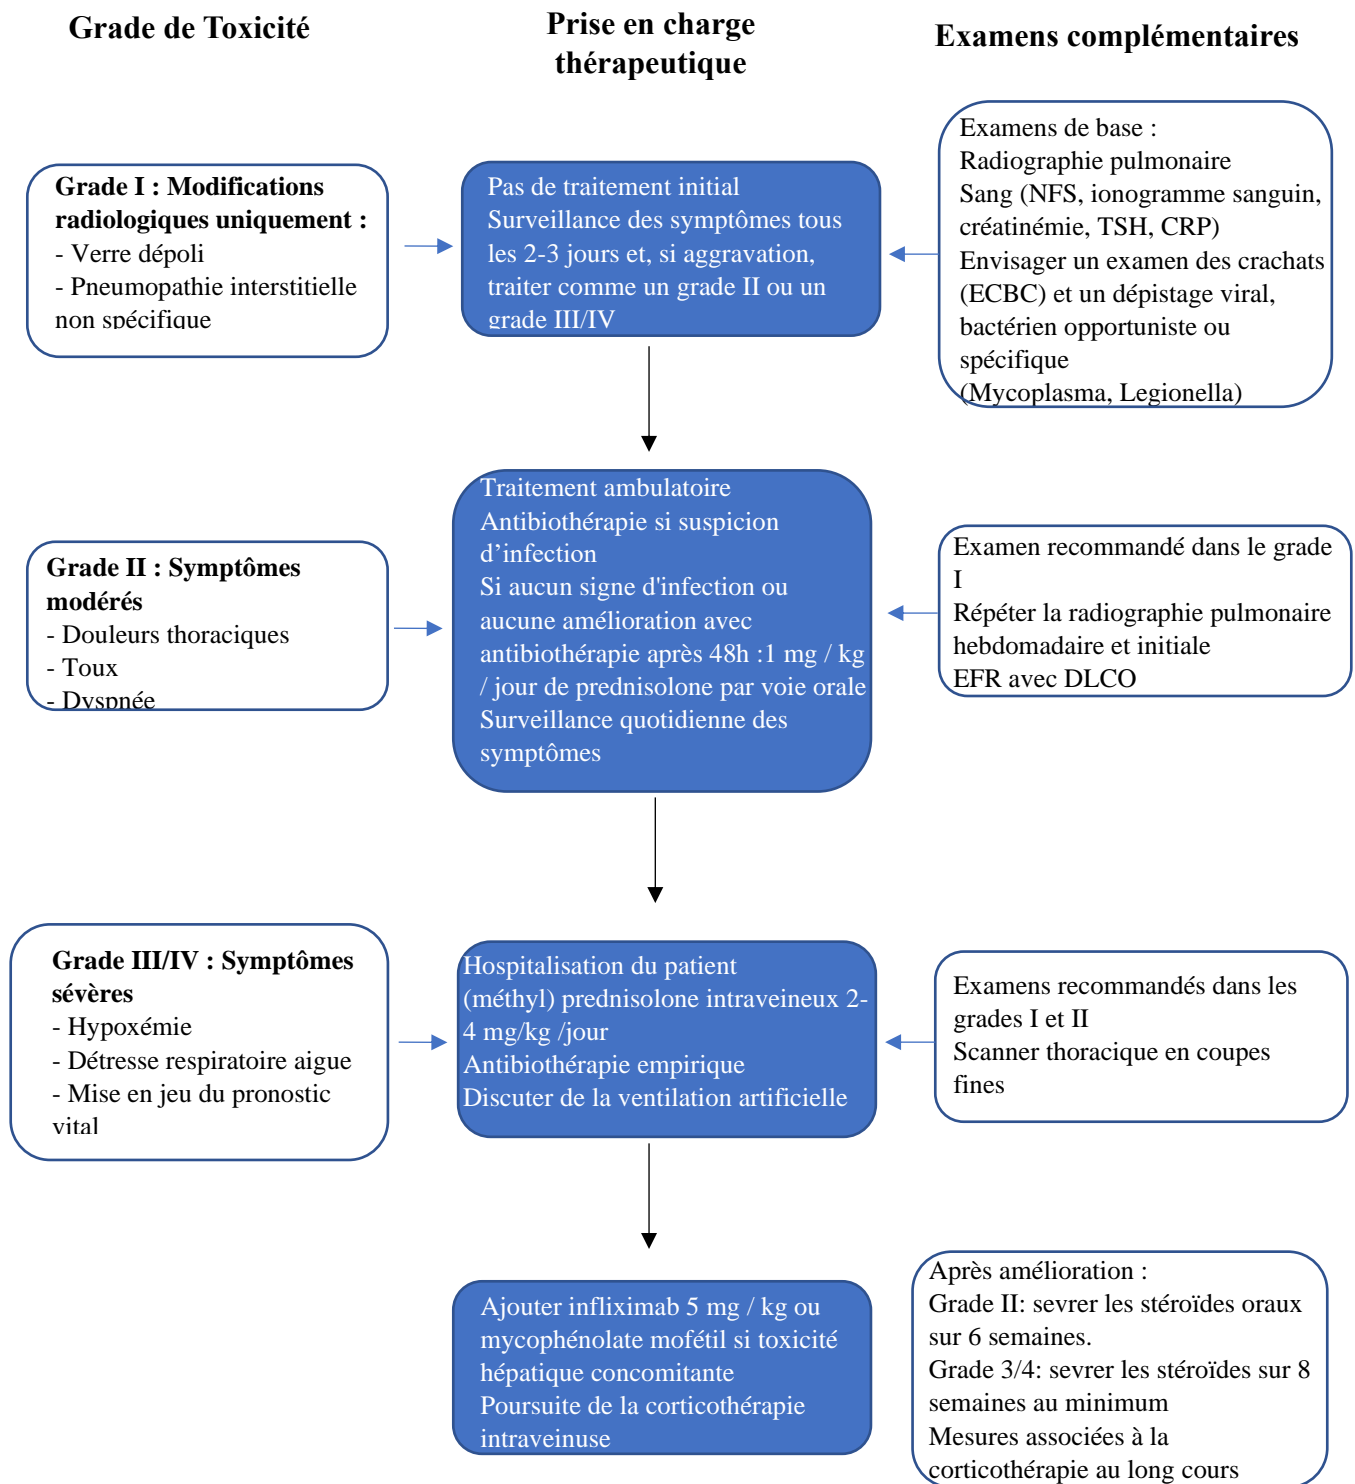 Grade de Toxicité
Prise en charge
thérapeutique
Examens complémentaires
Grade I : Modifications
radiologiques uniquement :
- Verre dépoli
- Pneumopathie interstitielle
non spécifique
Pas de traitement initial
Surveillance des symptômes tous
les 2-3 jours et, si aggravation,
traiter comme un grade II ou un
grade III/IV
Examens de base :
Radiographie pulmonaire
Sang (NFS, ionogramme sanguin,
créatinémie, TSH, CRP)
Envisager un examen des crachats
(ECBC) et un dépistage viral,
bactérien opportuniste ou
spécifique
(Mycoplasma, Legionella)
Grade II : Symptômes
modérés
- Douleurs thoraciques
- Toux
- Dyspnée
Traitement ambulatoire
Antibiothérapie si suspicion
d’infection
Si aucun signe d'infection ou
aucune amélioration avec
antibiothérapie après 48h :1 mg / kg
/ jour de prednisolone par voie orale
Surveillance quotidienne des
symptômes
Examen recommandé dans le grade
I
Répéter la radiographie pulmonaire
hebdomadaire et initiale
EFR avec DLCO
Grade III/IV : Symptômes
sévères
- Hypoxémie
- Détresse respiratoire aigue
- Mise en jeu du pronostic
vital
Hospitalisation du patient
(méthyl) prednisolone intraveineux 2-
4 mg/kg /jour
Antibiothérapie empirique
Discuter de la ventilation artificielle
Examens recommandés dans les
grades I et II
Scanner thoracique en coupes
fines
Ajouter infliximab 5 mg / kg ou
mycophénolate mofétil si toxicité
hépatique concomitante
Poursuite de la corticothérapie
intraveinuse
Après amélioration :
Grade II: sevrer les stéroïdes oraux
sur 6 semaines.
Grade 3/4: sevrer les stéroïdes sur 8
semaines au minimum
Mesures associées à la
corticothérapie au long cours